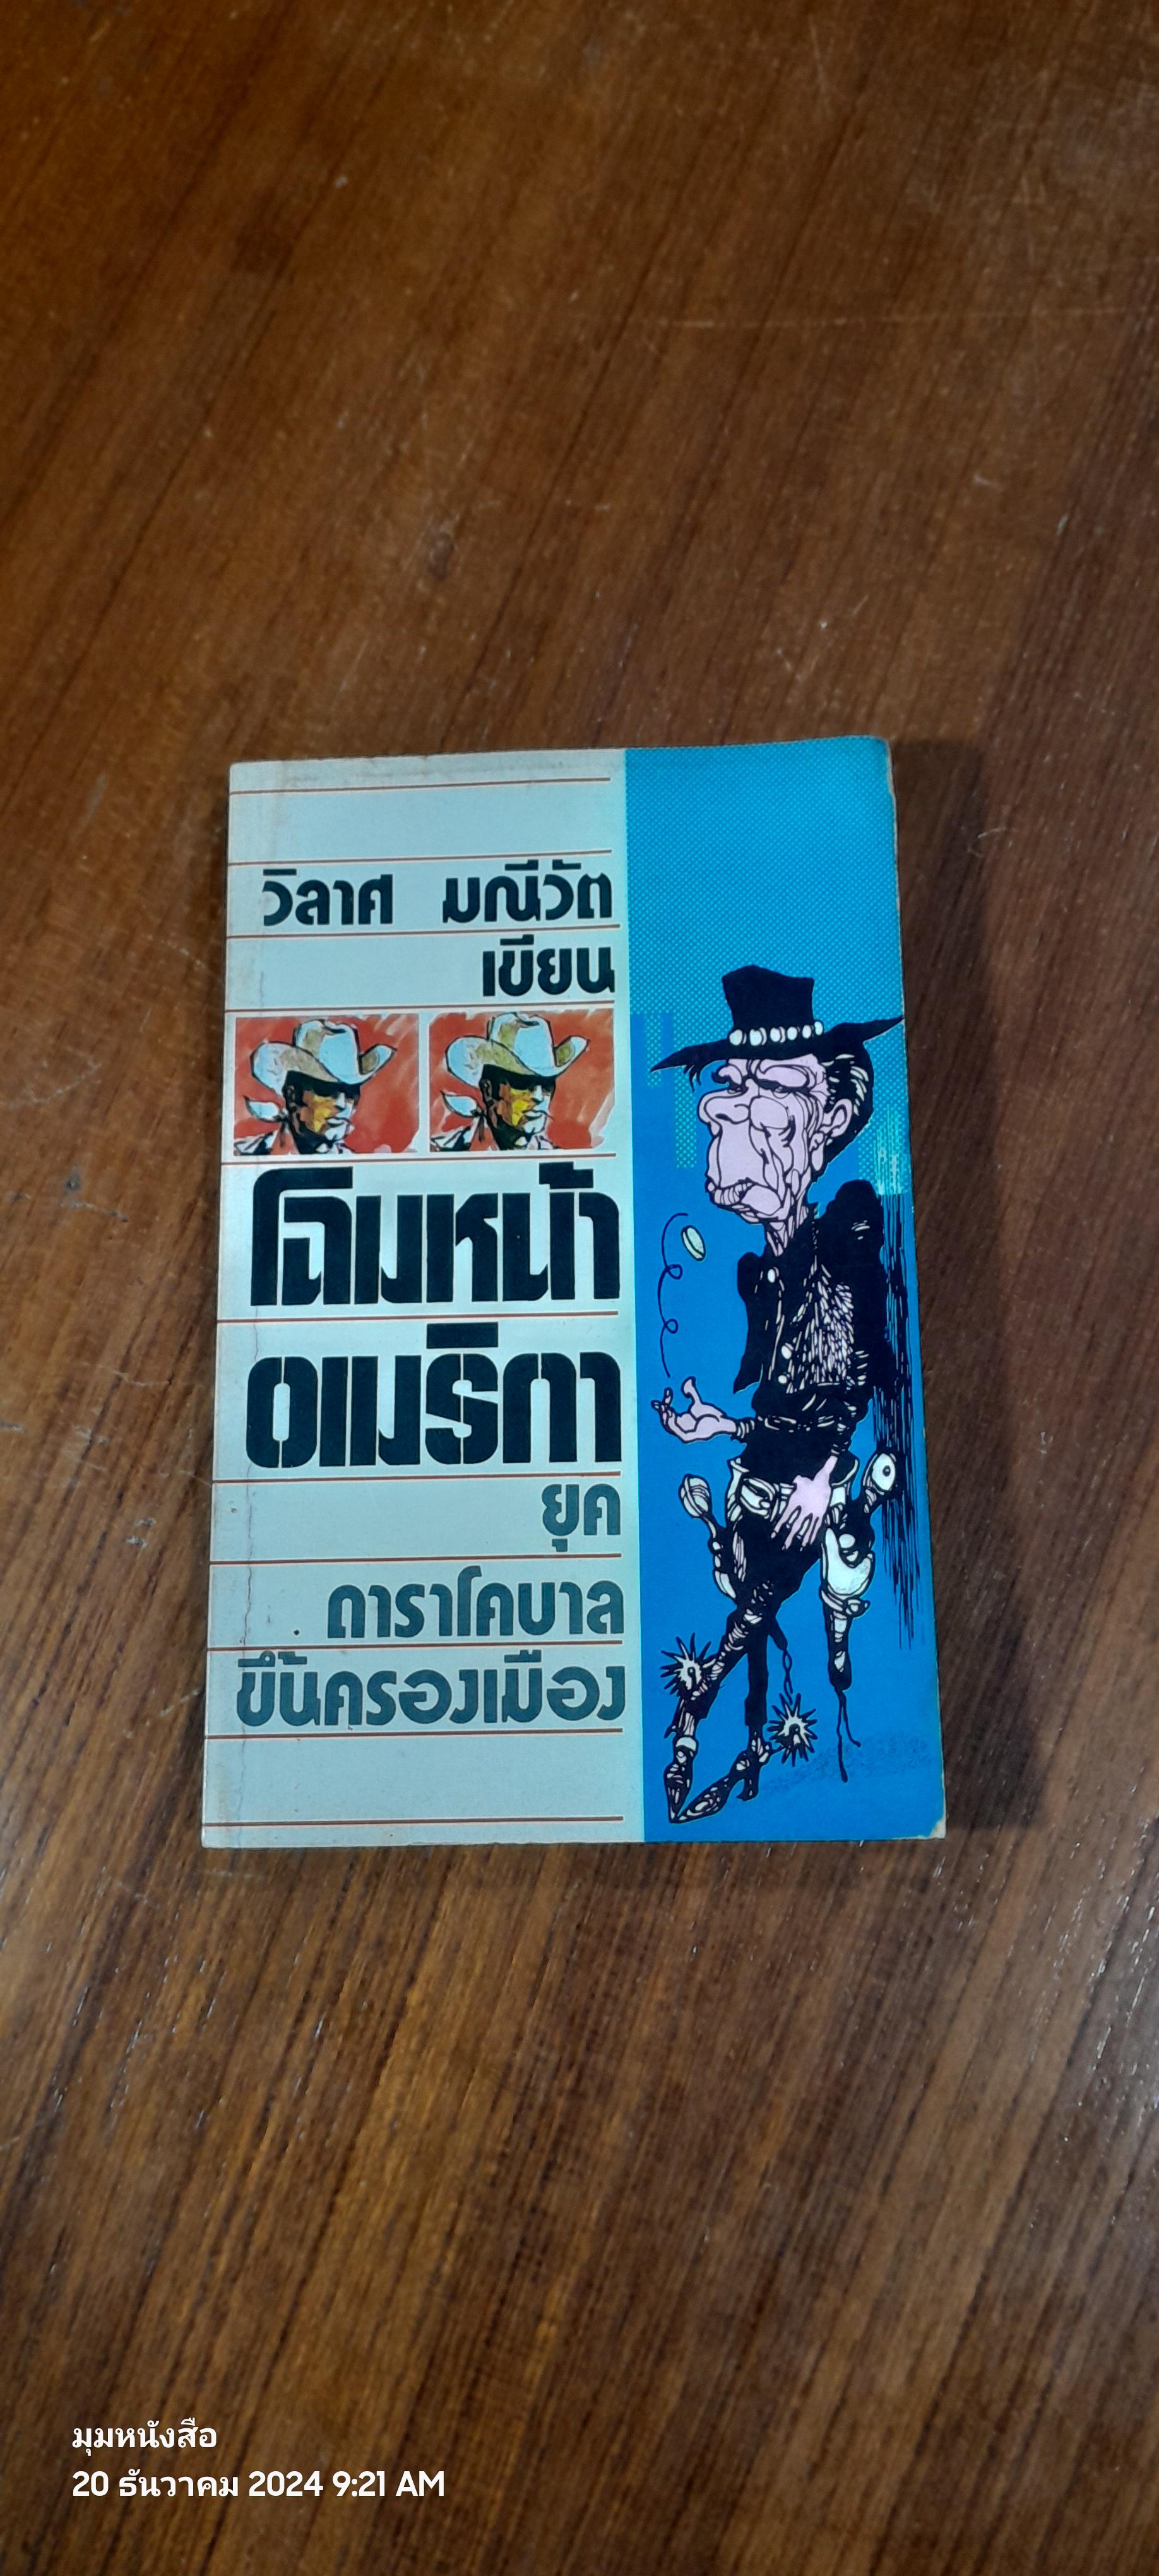 วิลาศ มณีวัต
เขียน
โฉมหน้า
อเมริกา
ยุค
ดาราโคบาล
ขึ้นครองเมือง
มุมหนังสือ
20 ธันวาคม 2024 9:21 AM